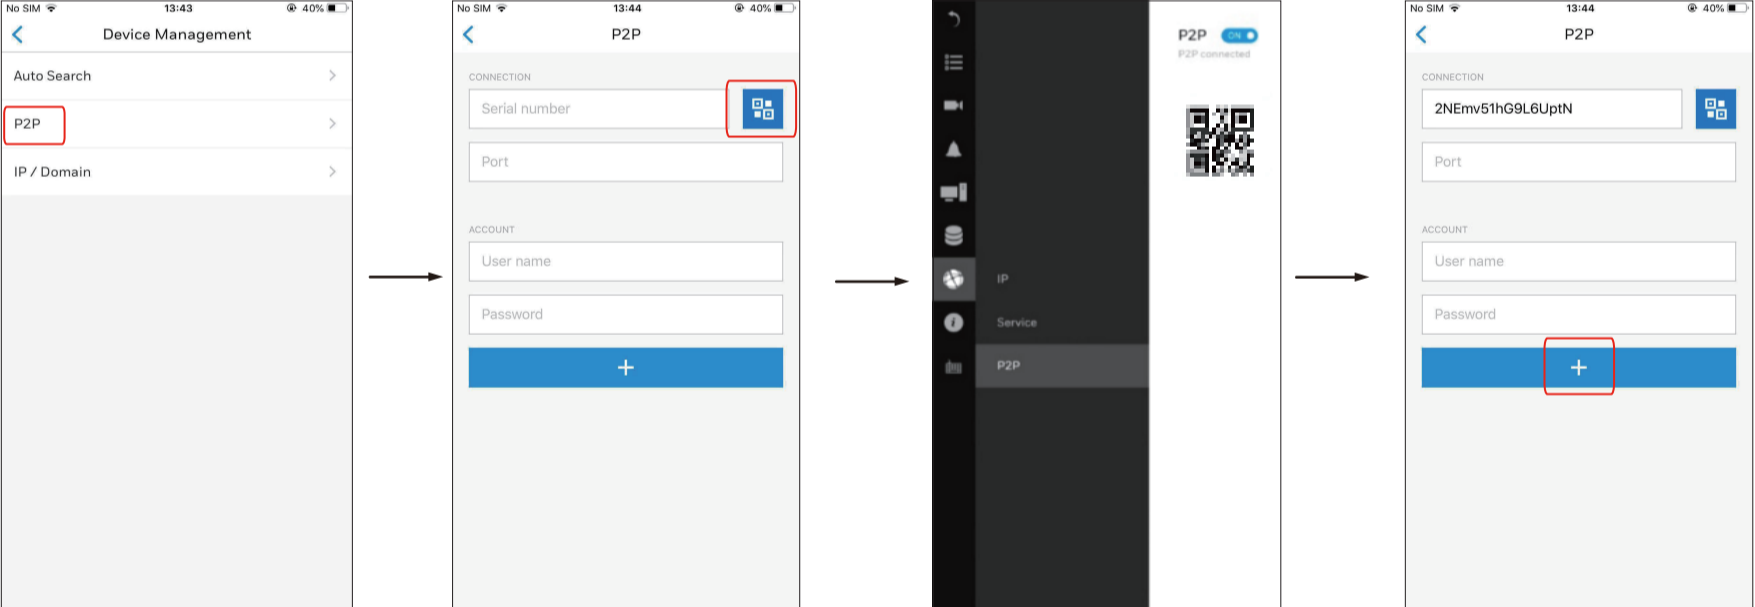 No SIM 13:43 40%
Device Management
Auto Search
P2P
IP / Domain
No SIM 13:44 40%
P2P
CONNECTION
Serial number
Port
ACCOUNT
User name
Password
+
P2P ON
P2P connected
IP
Service
P2P
No SIM 13:44 40%
P2P
CONNECTION
2NEmv51hG9L6UptN
Port
ACCOUNT
User name
Password
+